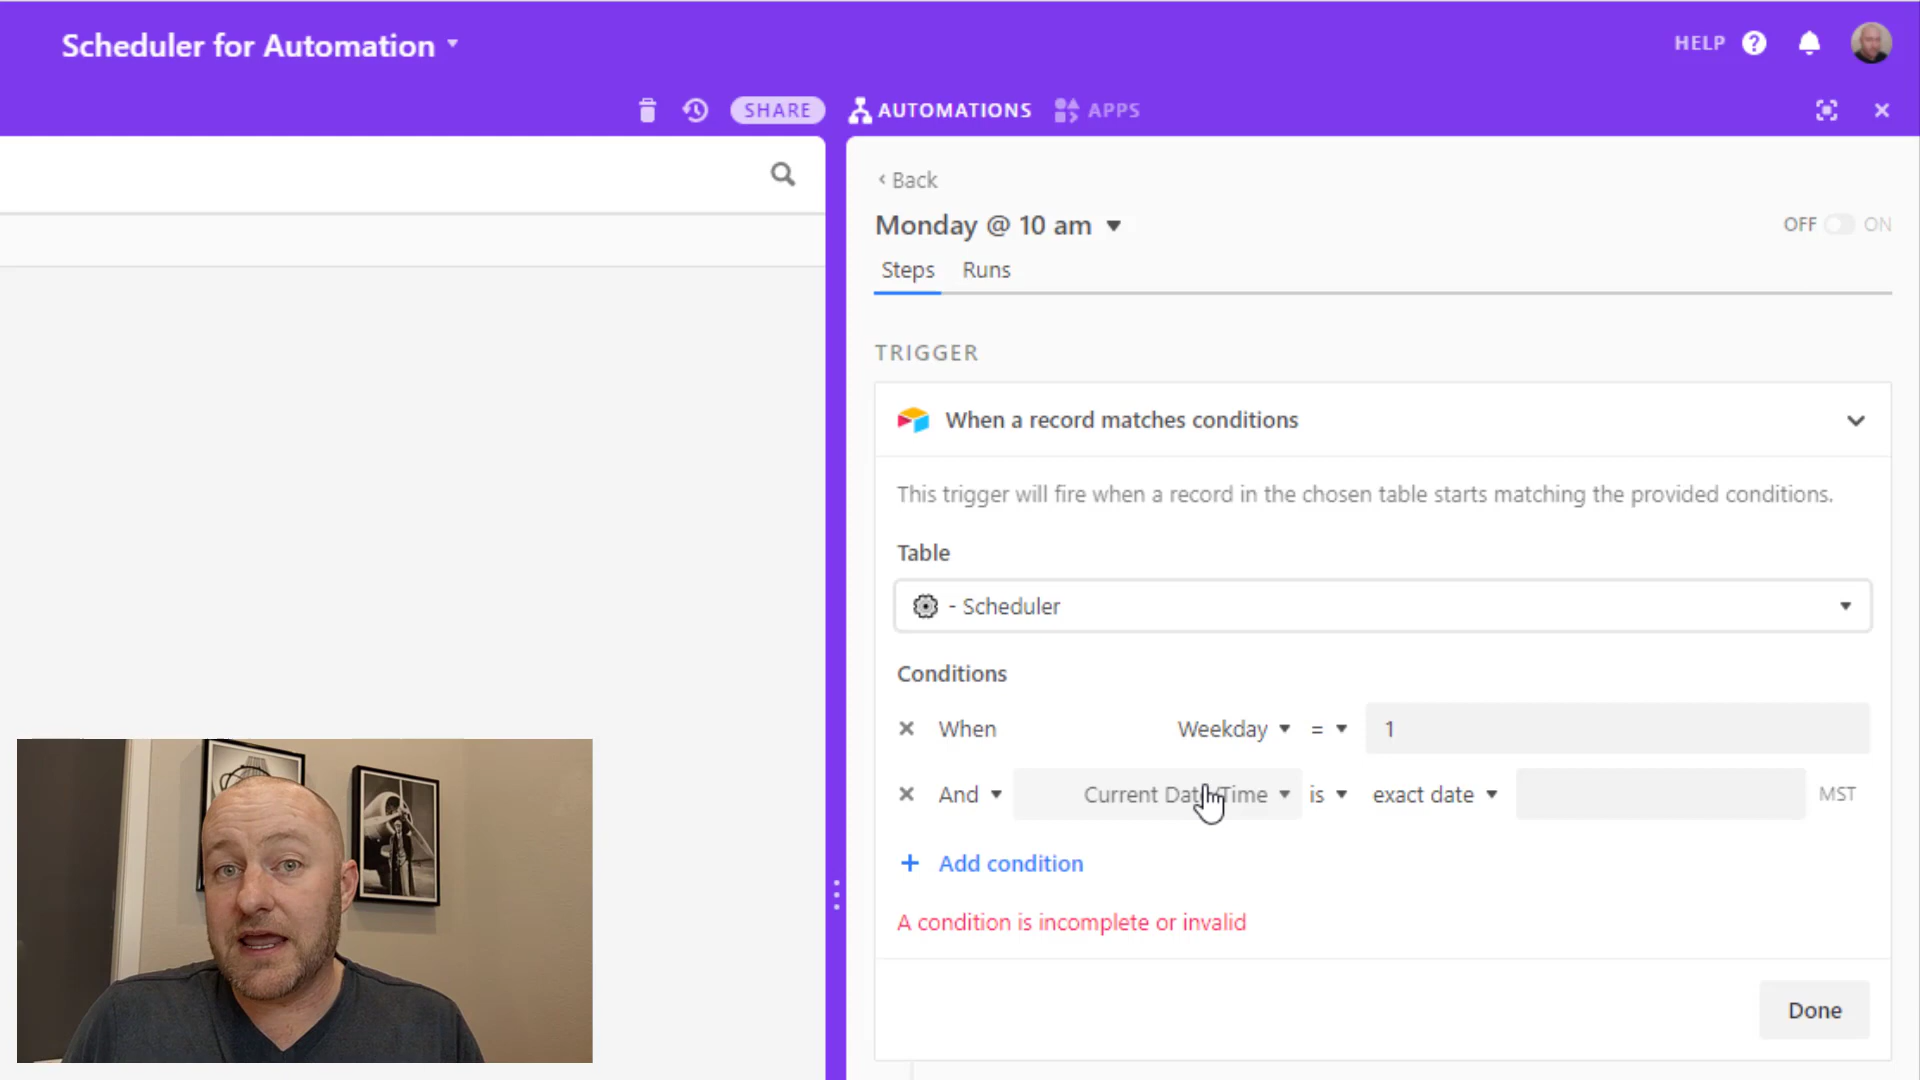 Scheduler for Automation
HELP
SHARE
AUTOMATIONS
APPS
Back
Monday @ 10 am
OFF
ON
Steps
Runs
TRIGGER
When a record matches conditions
This trigger will fire when a record in the chosen table starts matching the provided conditions.
Table
- Scheduler
Conditions
When Weekday = 1
And Current Date/Time is exact date MST
+ Add condition
A condition is incomplete or invalid
Done